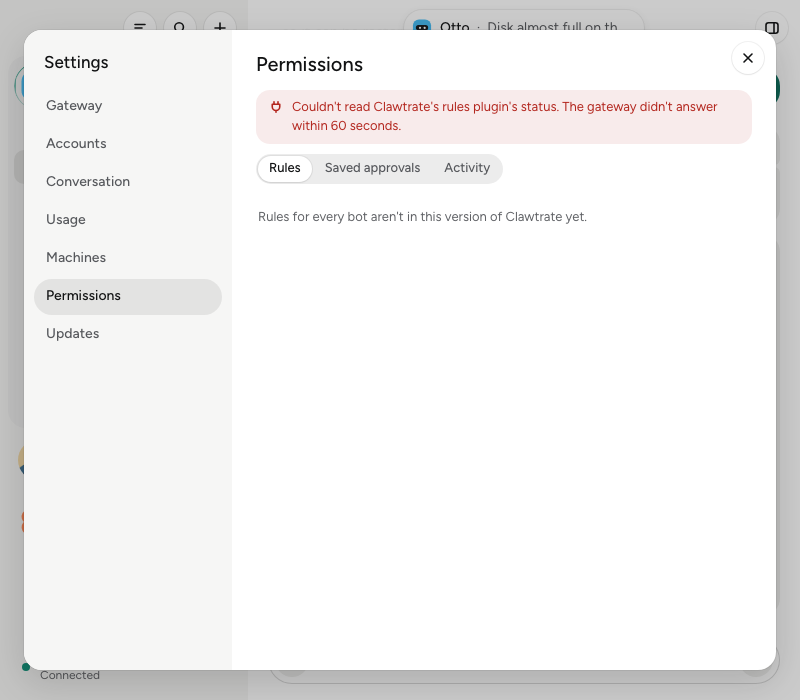 Otto · Disk almost full on th
Settings
Gateway
Accounts
Conversation
Usage
Machines
Permissions
Updates
Permissions
Couldn't read Clawtrate's rules plugin's status. The gateway didn't answer
within 60 seconds.
Rules Saved approvals Activity
Rules for every bot aren't in this version of Clawtrate yet.
Connected